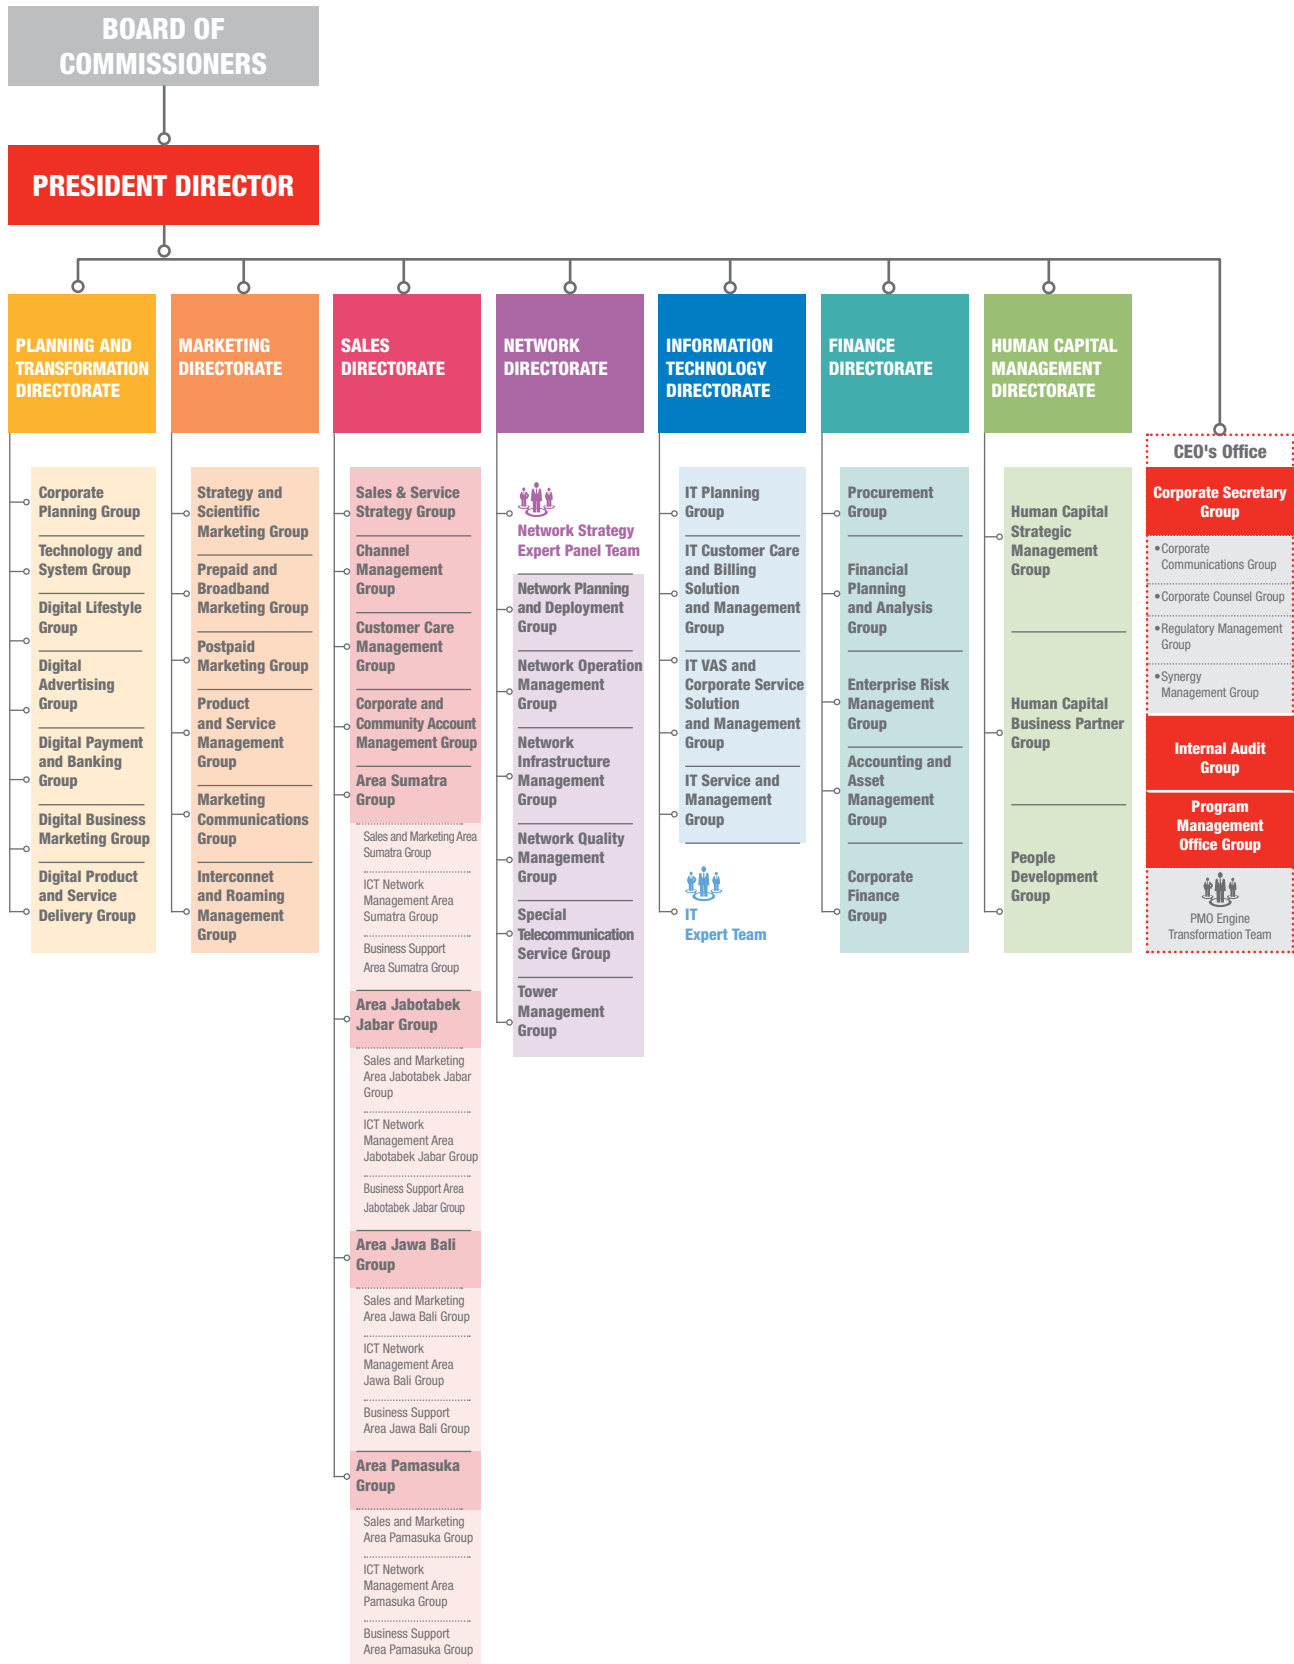 BOARD OF
COMMISSIONERS
PRESIDENT DIRECTOR
PLANNING AND
TRANSFORMATION
DIRECTORATE
Corporate
Planning Group
Technology and
System Group
Digital Lifestyle
Group
Digital
Advertising
Group
Digital Payment
and Banking
Group
Digital Business
Marketing Group
Digital Product
and Service
Delivery Group
MARKETING
DIRECTORATE
Strategy and
Scientific
Marketing Group
Prepaid and
Broadband
Marketing Group
Postpaid
Marketing Group
Product
and Service
Management
Group
Marketing
Communications
Group
Interconnet
and Roaming
Management
Group
SALES
DIRECTORATE
Sales & Service
Strategy Group
Channel
Management
Group
Customer Care
Management
Group
Corporate and
Community Account
Management Group
Area Sumatra
Group
Sales and Marketing Area
Sumatra Group
ICT Network
Management Area
Sumatra Group
Business Support
Area Sumatra Group
Area Jabotabek
Jabar Group
Sales and Marketing
Area Jabotabek Jabar
Group
ICT Network
Management Area
Jabotabek Jabar Group
Business Support Area
Jabotabek Jabar Group
Area Jawa Bali
Group
Sales and Marketing
Area Jawa Bali Group
ICT Network
Management Area
Jawa Bali Group
Business Support
Area Jawa Bali Group
Area Pamasuka
Group
Sales and Marketing
Area Pamasuka Group
ICT Network
Management Area
Pamasuka Group
Business Support
Area Pamasuka Group
NETWORK
DIRECTORATE
Network Strategy
Expert Panel Team
Network Planning
and Deployment
Group
Network Operation
Management
Group
Network
Infrastructure
Management
Group
Network Quality
Management
Group
Special
Telecommunication
Service Group
Tower
Management
Group
INFORMATION
TECHNOLOGY
DIRECTORATE
IT Planning
Group
IT Customer Care
and Billing
Solution
and Management
Group
IT VAS and
Corporate Service
Solution
and Management
Group
IT Service and
Management
Group
IT
Expert Team
FINANCE
DIRECTORATE
Procurement
Group
Financial
Planning
and Analysis
Group
Enterprise Risk
Management
Group
Accounting and
Asset
Management
Group
Corporate
Finance
Group
HUMAN CAPITAL
MANAGEMENT
DIRECTORATE
Human Capital
Strategic
Management
Group
Human Capital
Business Partner
Group
People
Development
Group
CEO's Office
Corporate Secretary
Group
•Corporate
Communications Group
•Corporate Counsel Group
•Regulatory Management
Group
•Synergy
Management Group
Internal Audit
Group
Program
Management
Office Group
PMO Engine
Transformation Team